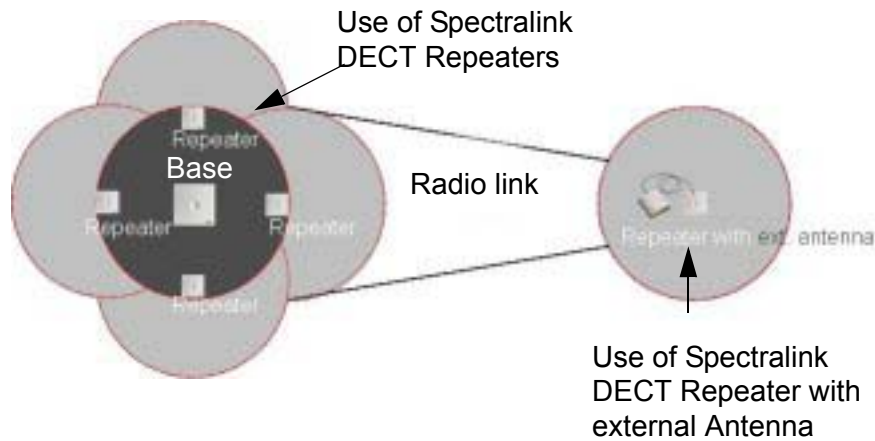 Use of Spectralink
DECT Repeaters
Repeater
Base
Repeater
Repeater
Repeater
Radio link
Repeater with ext. antenna
Use of Spectralink
DECT Repeater with
external Antenna